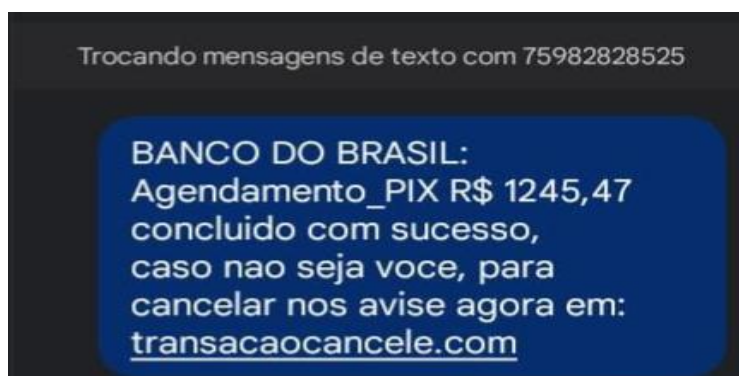 Trocando mensagens de texto com 75982828525
BANCO DO BRASIL:
Agendamento_PIX R$ 1245,47
concluido com sucesso,
caso nao seja voce, para
cancelar nos avise agora em:
transacaocancele.com